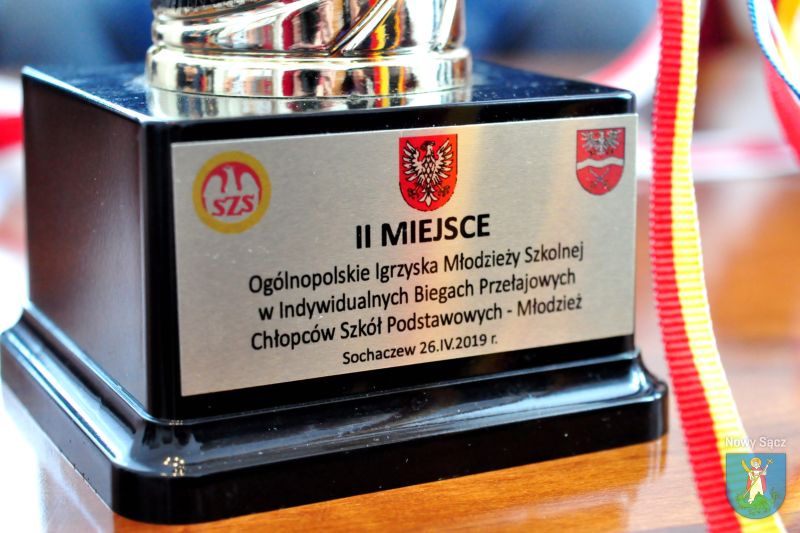 SZS
II MIEJSCE
Ogólnopolskie Igrzyska Młodzieży Szkolnej
w Indywidualnych Biegach Przełajowych
Chłopców Szkół Podstawowych - Młodzież
Sochaczew 26.IV.2019 r.
Nowy Sącz